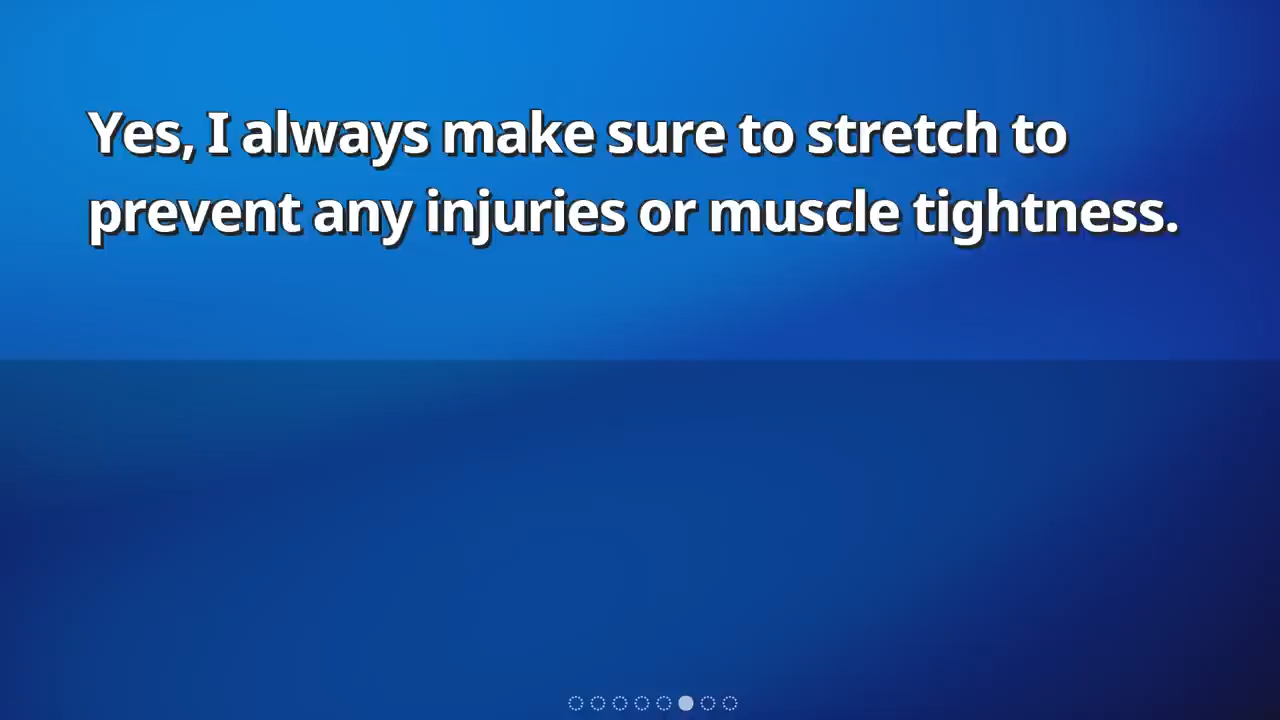 Yes, I always make sure to stretch to
prevent any injuries or muscle tightness.